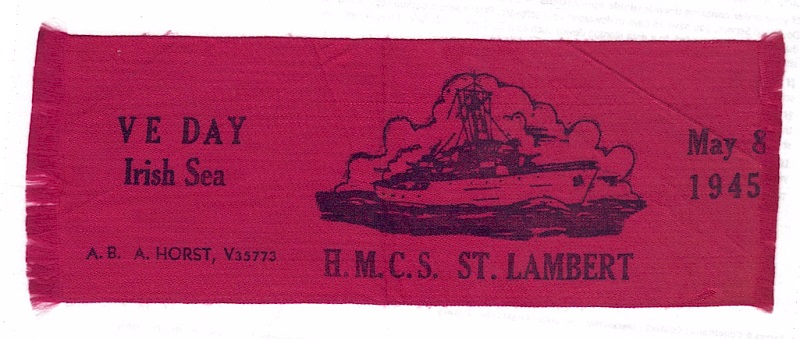 VE DAY
Irish Sea
A. B. A. HORST, V35773
H. M. C. S. ST. LAMBERT
May 8
1945